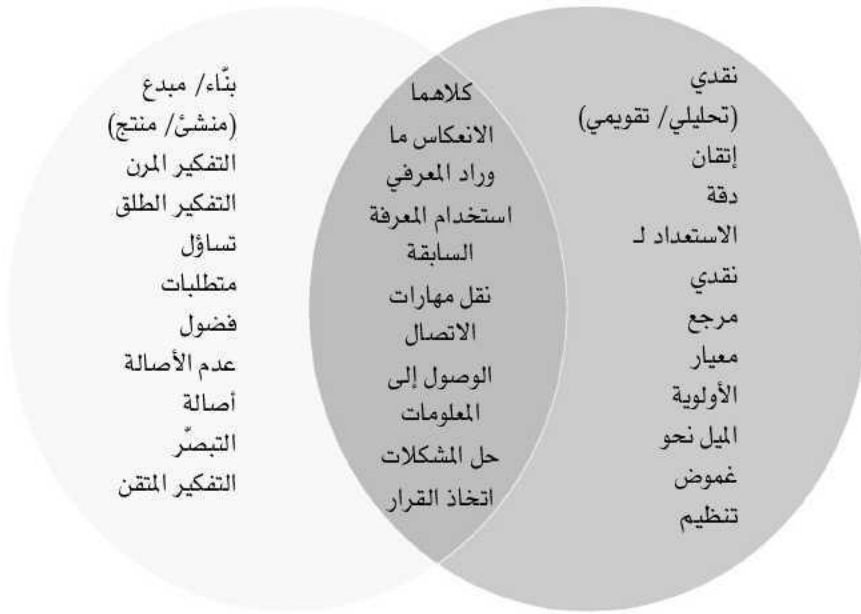 نقدي
(تحليلي/ تقويمي)
إتقان
دقة
الاستعداد لـ
نقدي
مرجع
معيار
الأولوية
الميل نحو
غموض
تنظيم
كلاهما
الانعكاس ما
وراد المعرفي
استخدام المعرفة
السابقة
نقل مهارات
الاتصال
الوصول إلى
المعلومات
حل المشكلات
اتخاذ القرار
بنّاء/ مبدع
(منشئ/ منتج)
التفكير المرن
التفكير الطلق
تساؤل
متطلبات
فضول
عدم الأصالة
أصالة
التبصّر
التفكير المتقن